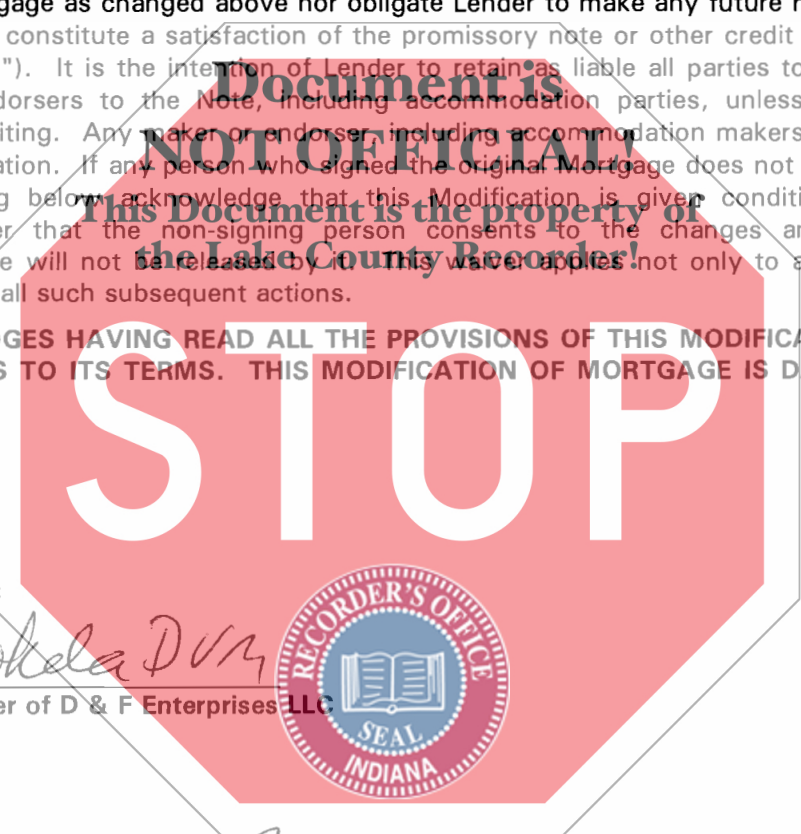 gage as changed above nor obligate Lender to make any future
constitute a satisfaction of the promissory note or other credit
"). It is the intention of Lender to retain as liable all parties to
dorsers to the Note, including accommodation parties, unless
iting. Any maker or endorser, including accommodation makers
ation. If any person who signed the original Mortgage does not
g below acknowledge that this Modification is given conditi
er that the non-signing person consents to the changes an
e will not be released by it. This waiver applies not only to a
all such subsequent actions.
Document is
NOT OFFICIAL!
This Document is the property of
the Lake County Recorder!
DGES HAVING READ ALL THE PROVISIONS OF THIS MODIFICA
S TO ITS TERMS. THIS MODIFICATION OF MORTGAGE IS D
STOP
DVM
er of D & F Enterprises LLC
RECORDER'S OFFICE
SEAL
INDIANA